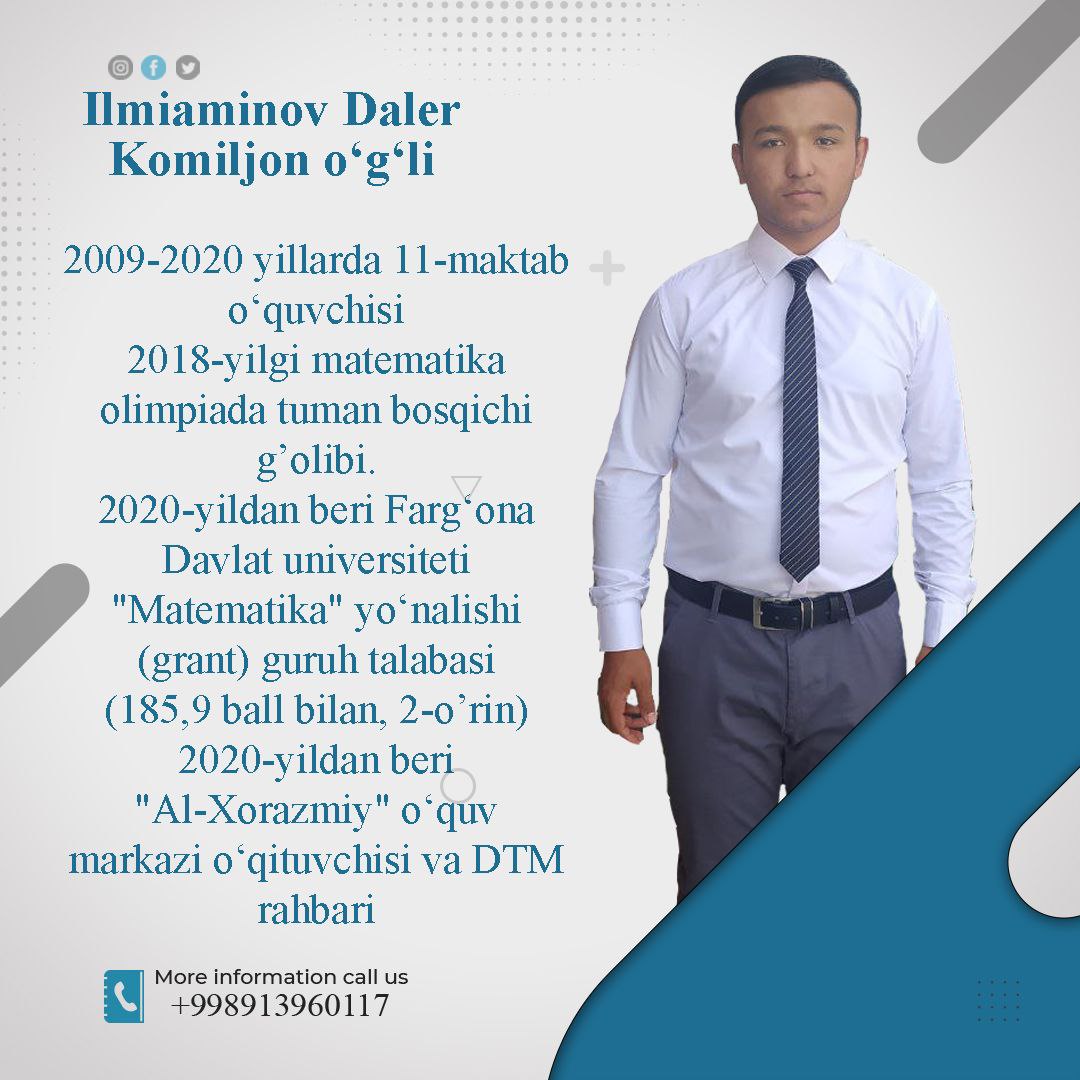 Ilmiaminov Daler
Komiljon o‘g‘li
2009-2020 yillarda 11-maktab
o‘quvchisi
2018-yilgi matematika
olimpiada tuman bosqichi
g’olibi.
2020-yildan beri Farg‘ona
Davlat universiteti
"Matematika" yo‘nalishi
(grant) guruh talabasi
(185,9 ball bilan, 2-o’rin)
2020-yildan beri
"Al-Xorazmiy" o‘quv
markazi o‘qituvchisi va DTM
rahbari
More information call us
+998913960117